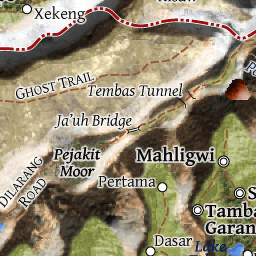 Xekeng
GHOST TRAIL
Tembas Tunnel
Ja'uh Bridge
Pejakit
Moor
Mahligwi
Pertama
DILARANG
ROAD
Tamba
Garan
Dasar
Lake